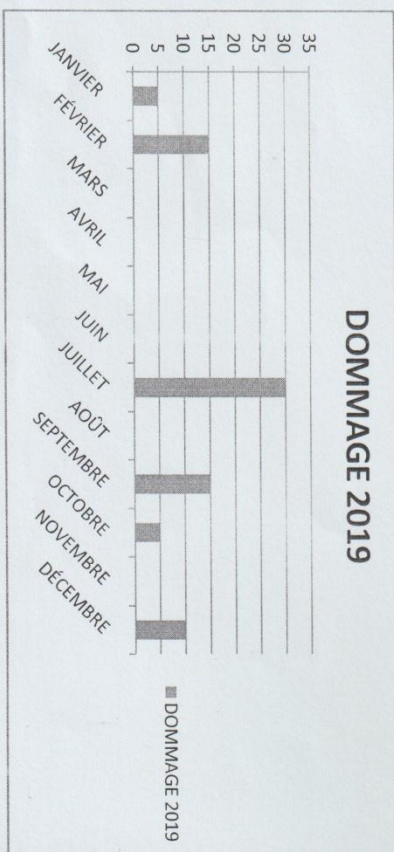 DOMMAGE 2019
35
30
25
20
15
10
5
0
JANVIER
FÉVRIER
MARS
AVRIL
MAI
JUIN
JUILLET
AOÛT
SEPTEMBRE
OCTOBRE
NOVEMBRE
DÉCEMBRE
DOMMAGE 2019